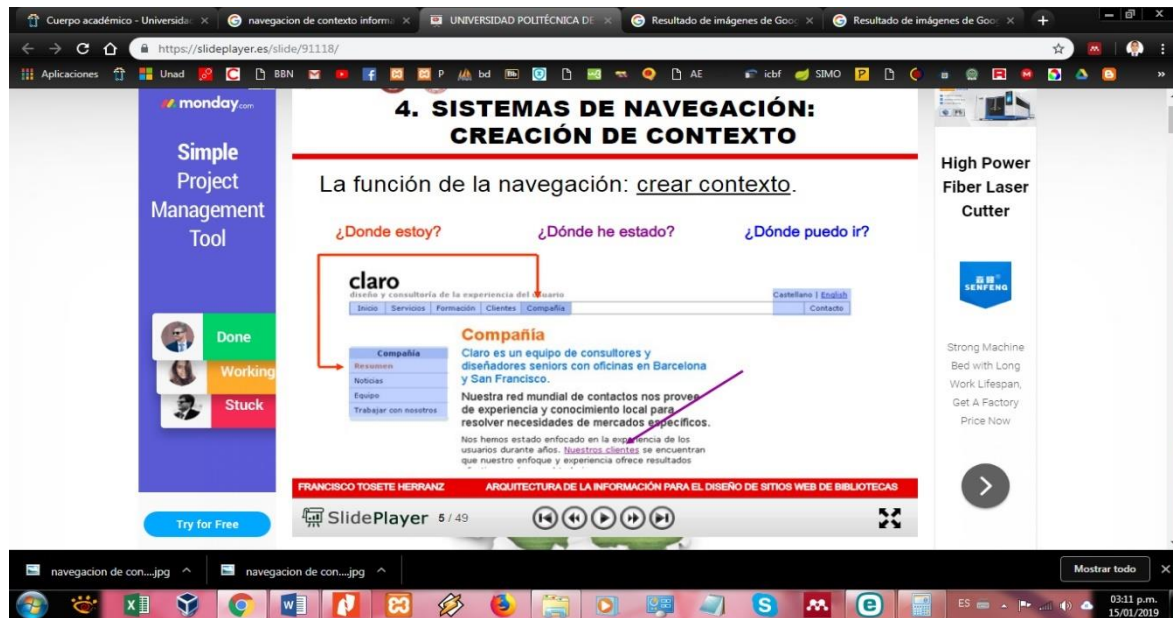 Cuerpo académico - Universida
navegacion de contexto informa
UNIVERSIDAD POLITÉCNICA DE
Resultado de imágenes de Goo
Resultado de imágenes de Goo
https://slideplayer.es/slide/91118/
Aplicaciones
Unad
BBN
P
bd
AE
icbf
SIMO
monday.com
Simple
Project
Management
Tool
Done
Working
Stuck
Try for Free
4. SISTEMAS DE NAVEGACIÓN:
CREACIÓN DE CONTEXTO
La función de la navegación: crear contexto.
¿Donde estoy? ¿Dónde he estado? ¿Dónde puedo ir?
claro
diseño y consultoría de la experiencia del usuario
Castellano | English
Inicio Servicios Formación Clientes Compañía Contacto
Compañía
Resumen
Noticias
Equipo
Trabajar con nosotros
Compañía
Claro es un equipo de consultores y
diseñadores seniors con oficinas en Barcelona
y San Francisco.
Nuestra red mundial de contactos nos provee
de experiencia y conocimiento local para
resolver necesidades de mercados específicos.
Nos hemos estado enfocado en la experiencia de los
usuarios durante años. Nuestros clientes se encuentran
que nuestro enfoque y experiencia ofrece resultados
FRANCISCO TOSETE HERRANZ ARQUITECTURA DE LA INFORMACIÓN PARA EL DISEÑO DE SITIOS WEB DE BIBLIOTECAS
SlidePlayer 5 / 49
High Power
Fiber Laser
Cutter
SENFENG
Strong Machine
Bed with Long
Work Lifespan,
Get A Factory
Price Now
navegacion de con....jpg
navegacion de con....jpg
Mostrar todo
ES
03:11 p.m.
15/01/2019